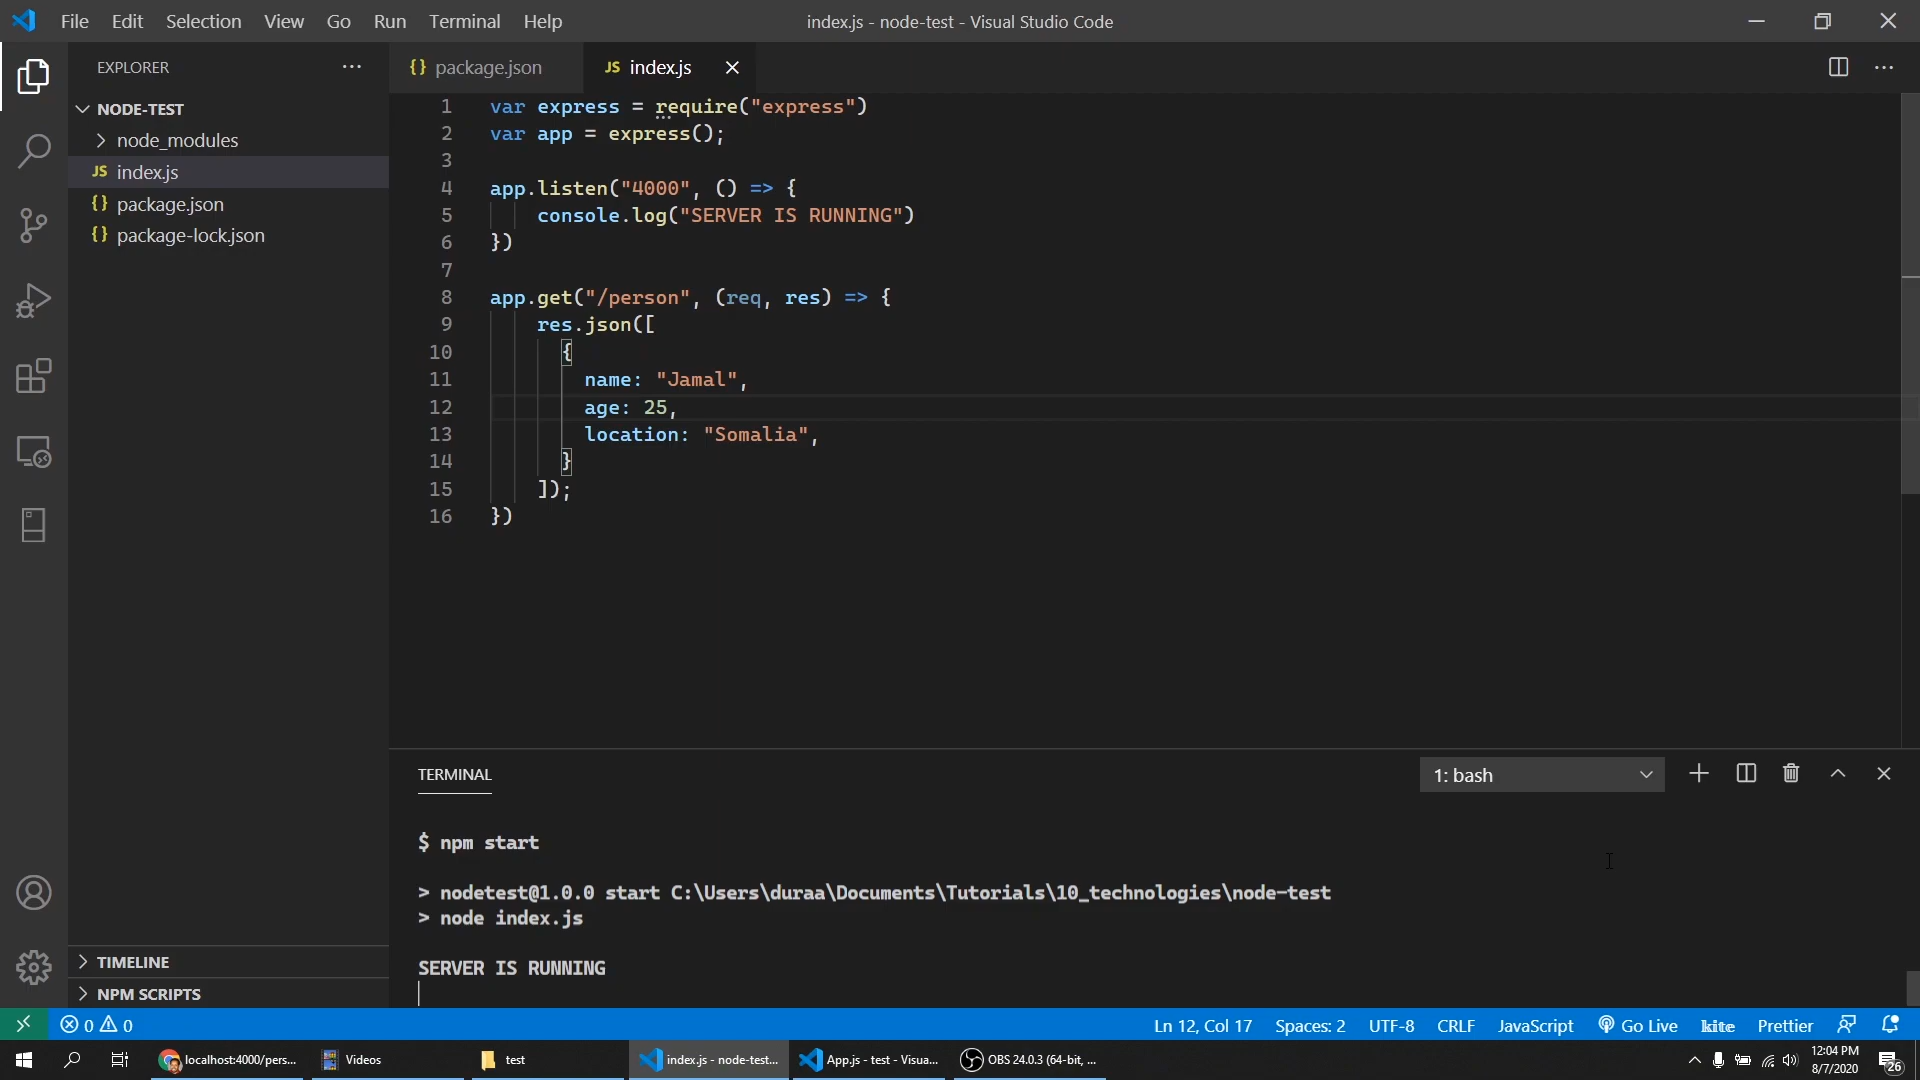 File Edit Selection View Go Run Terminal Help
index.js - node-test - Visual Studio Code
EXPLORER
NODE-TEST
node_modules
JS index.js
{} package.json
{} package-lock.json
TIMELINE
NPM SCRIPTS
{} package.json
JS index.js
1 var express = require("express")
2 var app = express();
3
4 app.listen("4000", () => {
5 console.log("SERVER IS RUNNING")
6 })
7
8 app.get("/person", (req, res) => {
9 res.json([
10 {
11 name: "Jamal",
12 age: 25,
13 location: "Somalia",
14 }
15 ]);
16 })
TERMINAL
1: bash
$ npm start
> nodetest@1.0.0 start C:\Users\duraa\Documents\Tutorials\10_technologies\node-test
> node index.js
SERVER IS RUNNING
0 0
Ln 12, Col 17 Spaces: 2 UTF-8 CRLF JavaScript Go Live kite Prettier
localhost:4000/pers...
Videos
test
index.js - node-test...
App.js - test - Visua...
OBS 24.0.3 (64-bit, ...
12:04 PM
8/7/2020
26